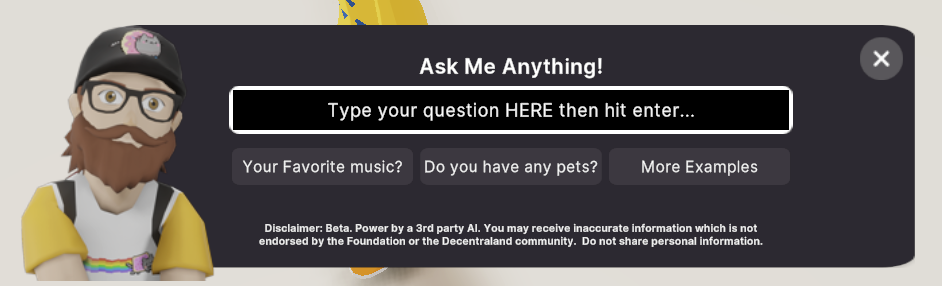 Ask Me Anything!
Type your question HERE then hit enter...
Your Favorite music?
Do you have any pets?
More Examples
Disclaimer: Beta. Power by a 3rd party AI. You may receive inaccurate information which is not
endorsed by the Foundation or the Decentraland community. Do not share personal information.